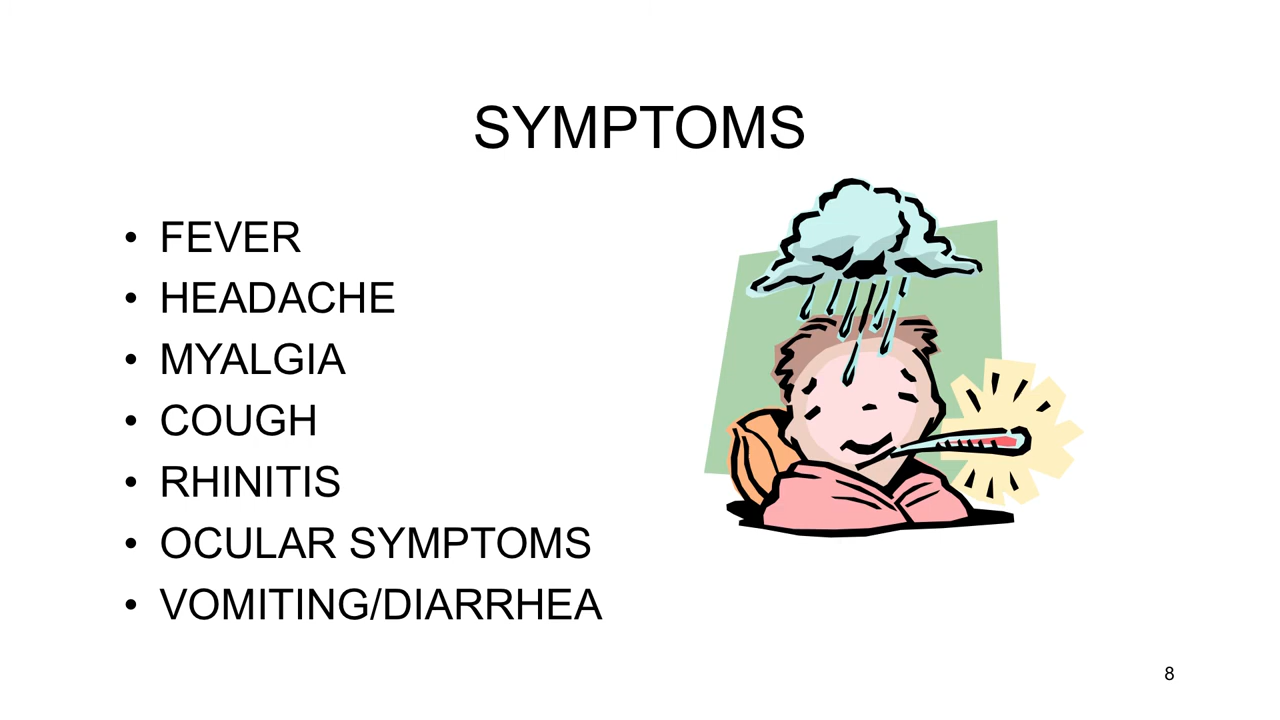 SYMPTOMS
• FEVER
• HEADACHE
• MYALGIA
• COUGH
• RHINITIS
• OCULAR SYMPTOMS
• VOMITING/DIARRHEA
8